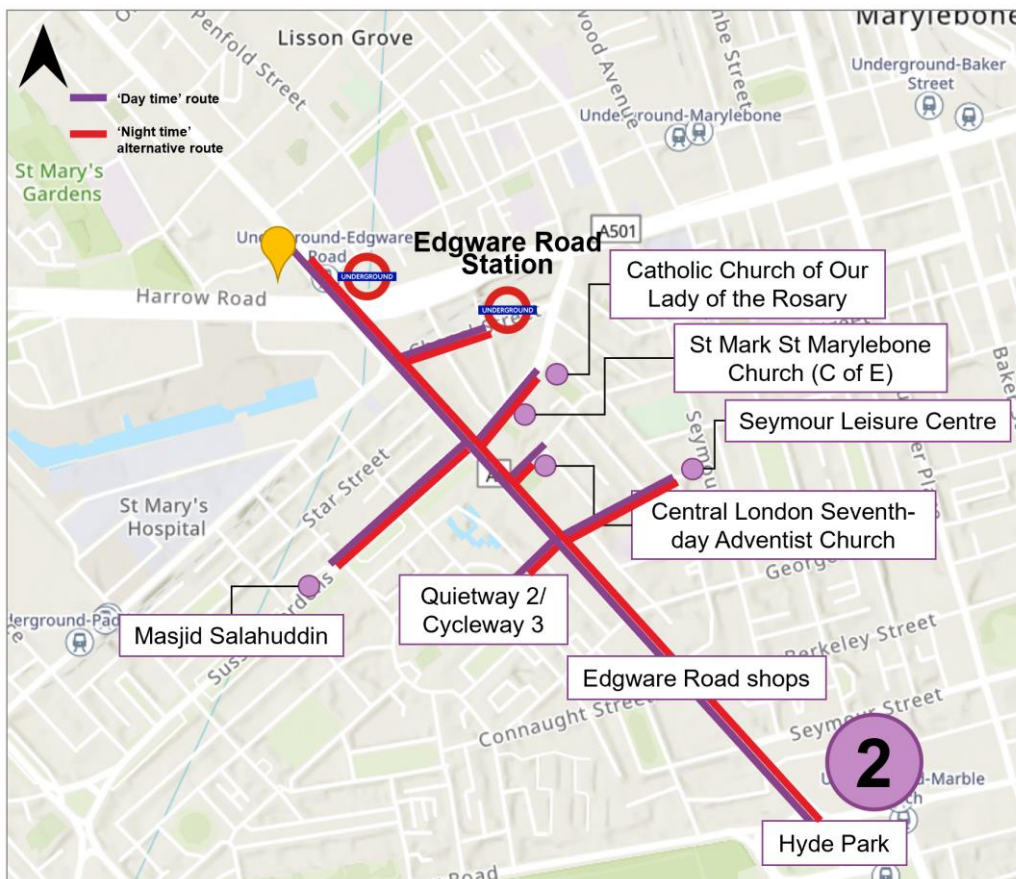 Marylebone
Lisson Grove
Penfold Street
Underground-Baker
Street
Underground-Marylebone
'Day time' route
'Night time'
alternative route
St Mary's
Gardens
A501
Edgware Road
Station
Underground-Edgware
Road
UNDERGROUND
UNDERGROUND
Harrow Road
Catholic Church of Our
Lady of the Rosary
St Mark St Marylebone
Church (C of E)
Seymour Leisure Centre
Star Street
St Mary's
Hospital
Central London Seventh-
day Adventist Church
Quietway 2/
Cycleway 3
Masjid Salahuddin
Edgware Road shops
Berkeley Street
Connaught Street
Seymour Street
2
Hyde Park
Road